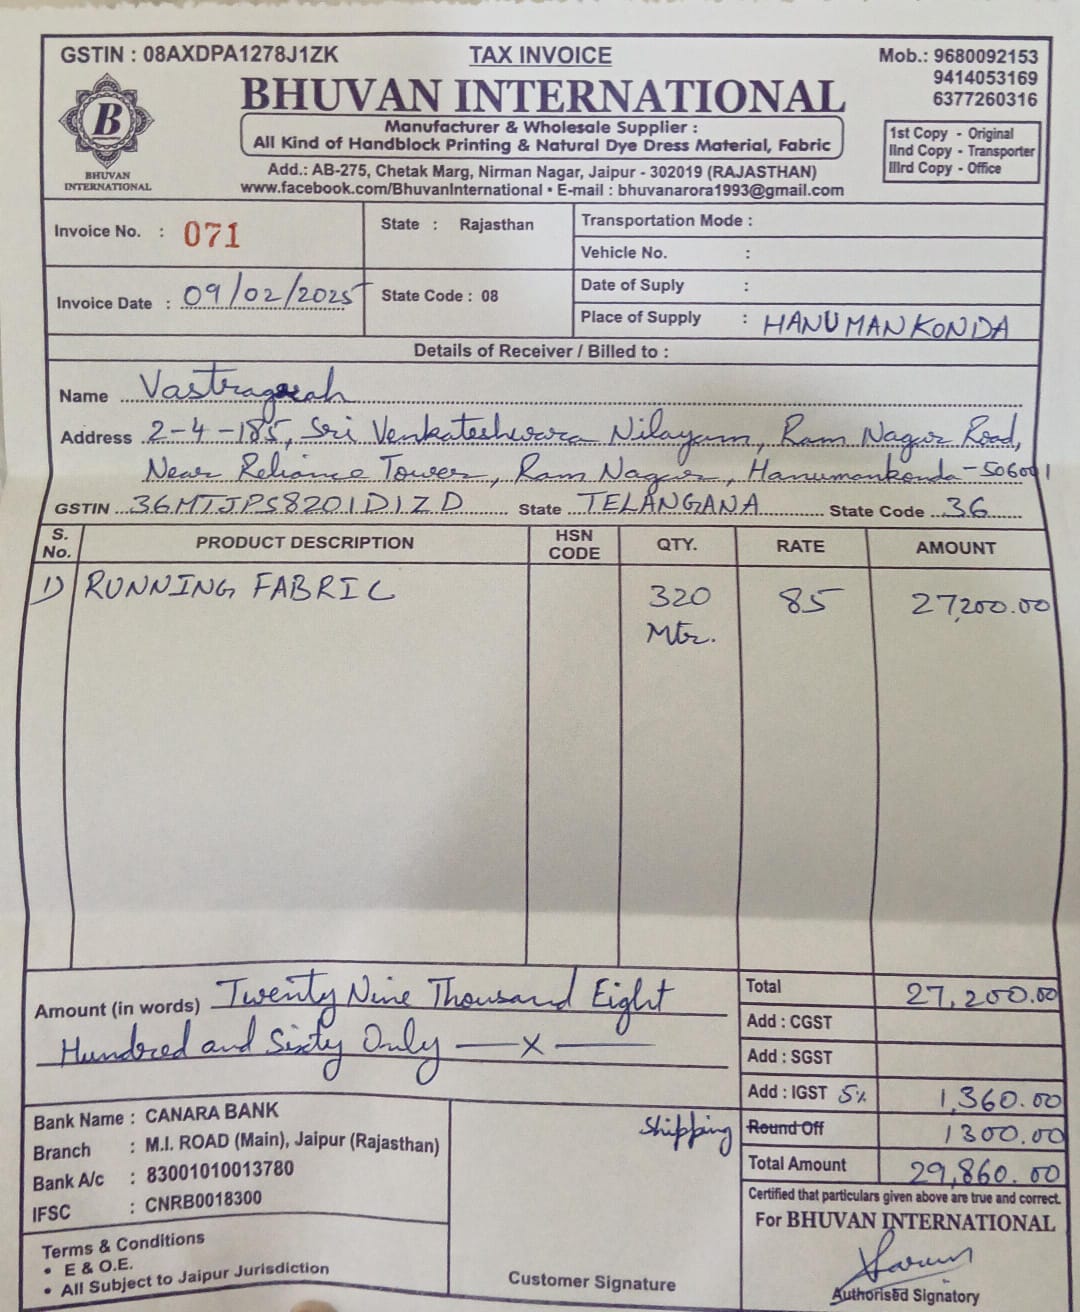 GSTIN : 08AXDPA1278J1ZK
TAX INVOICE
Mob.: 9680092153
9414053169
6377260316
B
BHUVAN
INTERNATIONAL
BHUVAN INTERNATIONAL
Manufacturer & Wholesale Supplier :
All Kind of Handblock Printing & Natural Dye Dress Material, Fabric
Add.: AB-275, Chetak Marg, Nirman Nagar, Jaipur - 302019 (RAJASTHAN)
www.facebook.com/BhuvanInternational • E-mail : bhuvanarora1993@gmail.com
1st Copy - Original
IInd Copy - Transporter
IIIrd Copy - Office
Invoice No. : 071
State : Rajasthan
Transportation Mode :
Vehicle No. :
Invoice Date : 09/02/2025
State Code : 08
Date of Suply :
Place of Supply : HANUMANKONDA
Details of Receiver / Billed to :
Name Vastragarah
Address 2-4-185, Sri Venkateshwara Nilayam, Ram Nagar Road,
Near Reliance Tower, Ram Nagar, Hanumankonda - 506001
GSTIN 36MTJPS8201D1ZD State TELANGANA State Code 36
S. No. PRODUCT DESCRIPTION HSN CODE QTY. RATE AMOUNT
1) RUNNING FABRIC 320 Mtr. 85 27,200.00
Amount (in words) Twenty Nine Thousand Eight
Hundred and Sixty Only —x—
Total 27,200.00
Add : CGST
Add : SGST
Add : IGST 5% 1,360.00
Shipping Round Off 1300.00
Total Amount 29,860.00
Bank Name : CANARA BANK
Branch : M.I. ROAD (Main), Jaipur (Rajasthan)
Bank A/c : 83001010013780
IFSC : CNRB0018300
Terms & Conditions
• E & O.E.
• All Subject to Jaipur Jurisdiction
Customer Signature
Certified that particulars given above are true and correct.
For BHUVAN INTERNATIONAL
Authorised Signatory